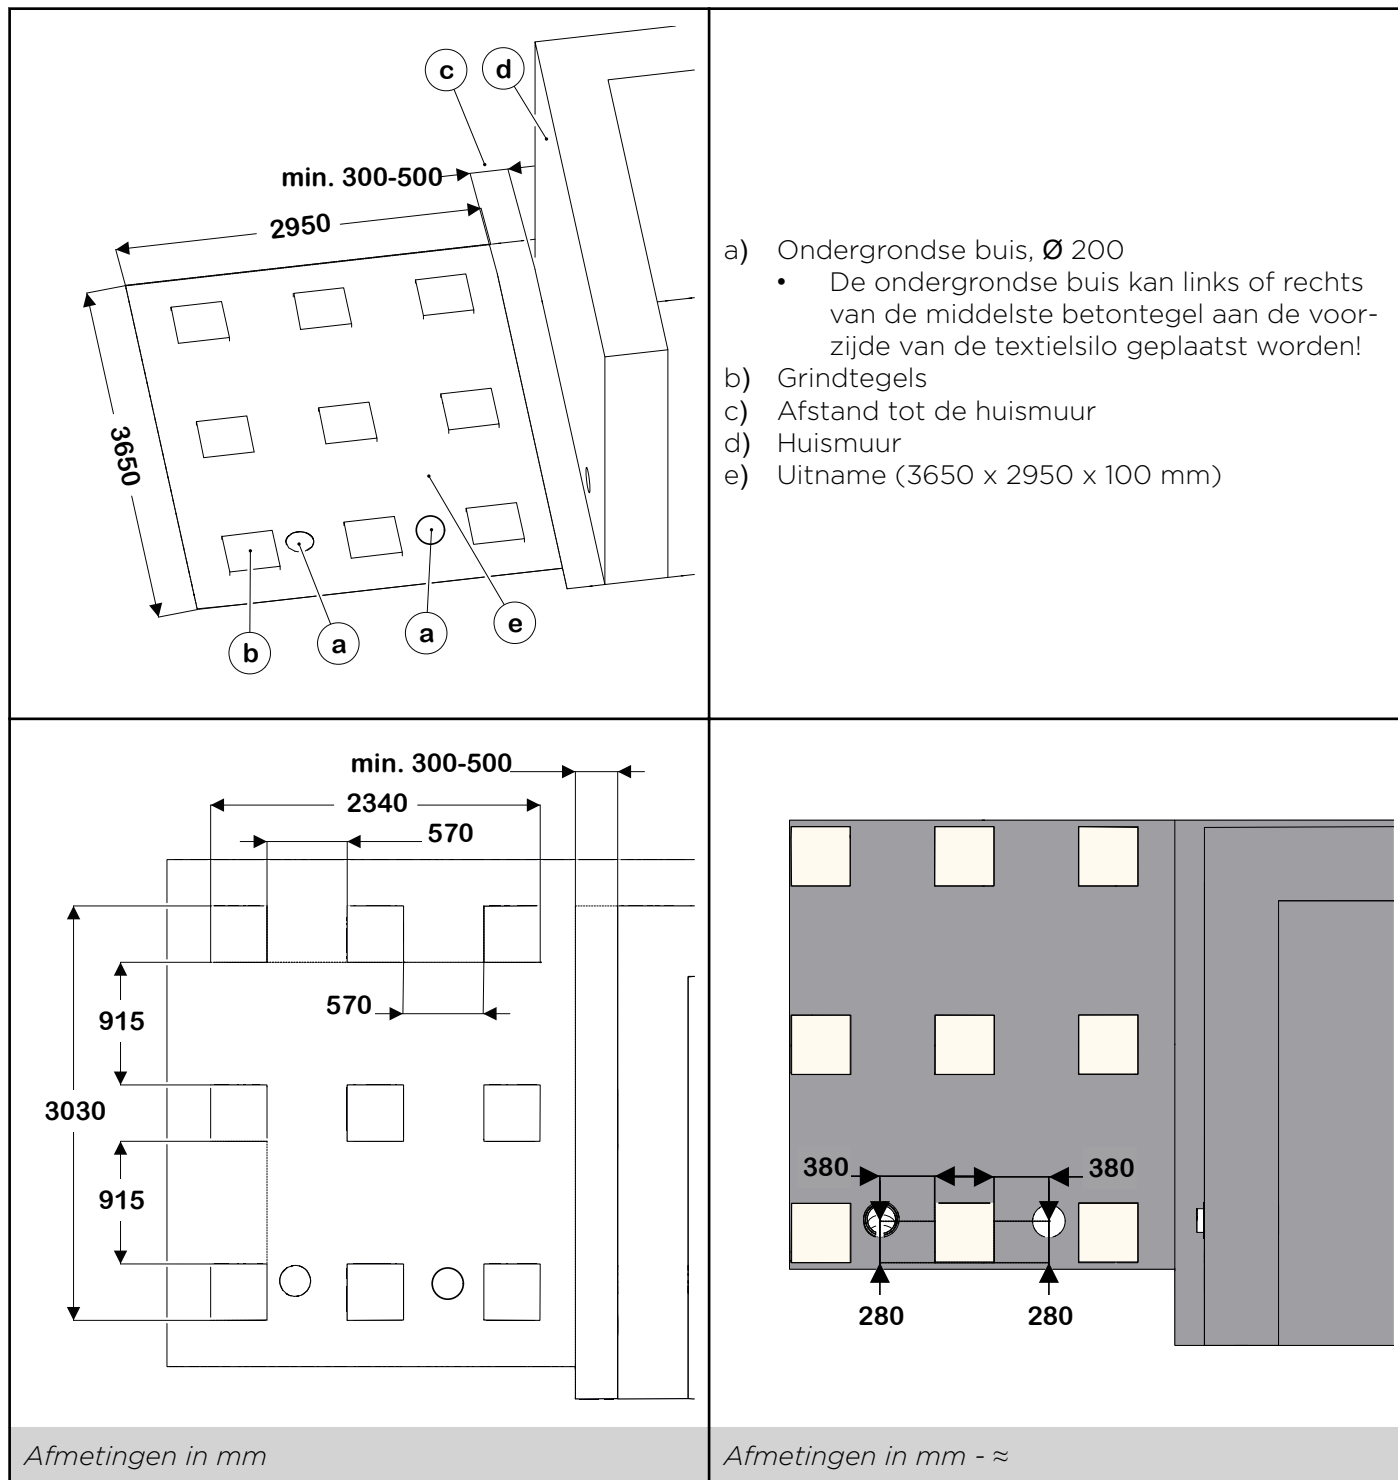 c
d
min. 300-500
2950
3650
b
a
a
e
a) Ondergrondse buis, Ø 200
• De ondergrondse buis kan links of rechts
van de middelste betontegel aan de voor-
zijde van de textielsilo geplaatst worden!
b) Grindtegels
c) Afstand tot de huismuur
d) Huismuur
e) Uitname (3650 x 2950 x 100 mm)
min. 300-500
2340
570
570
915
3030
915
Afmetingen in mm
380
380
280
280
Afmetingen in mm - ≈